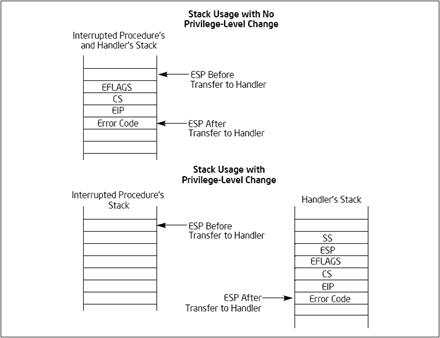 Stack Usage with No
Privilege-Level Change
Interrupted Procedure's
and Handler's Stack
ESP Before
Transfer to Handler
EFLAGS
CS
EIP
Error Code
ESP After
Transfer to Handler
Stack Usage with
Privilege-Level Change
Interrupted Procedure's
Stack
Handler's Stack
ESP Before
Transfer to Handler
SS
ESP
EFLAGS
CS
EIP
ESP After
Transfer to Handler
Error Code